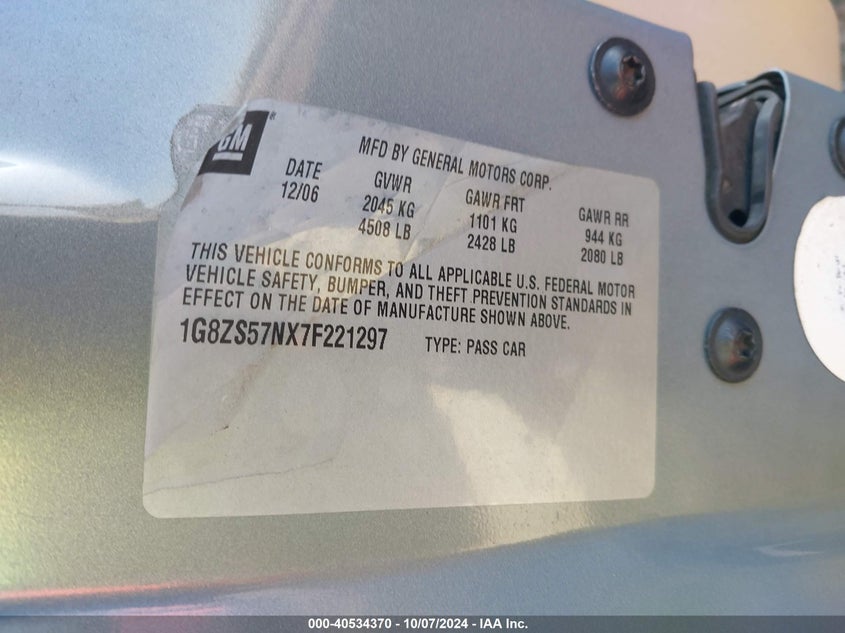 GM
®
MFD BY GENERAL MOTORS CORP.
DATE GVWR GAWR FRT GAWR RR
12/06 2045 KG 1101 KG 944 KG
4508 LB 2428 LB 2080 LB
THIS VEHICLE CONFORMS TO ALL APPLICABLE U.S. FEDERAL MOTOR
VEHICLE SAFETY, BUMPER, AND THEFT PREVENTION STANDARDS IN
EFFECT ON THE DATE OF MANUFACTURE SHOWN ABOVE.
1G8ZS57NX7F221297 TYPE: PASS CAR
000-40534370 - 10/07/2024 - IAA Inc.